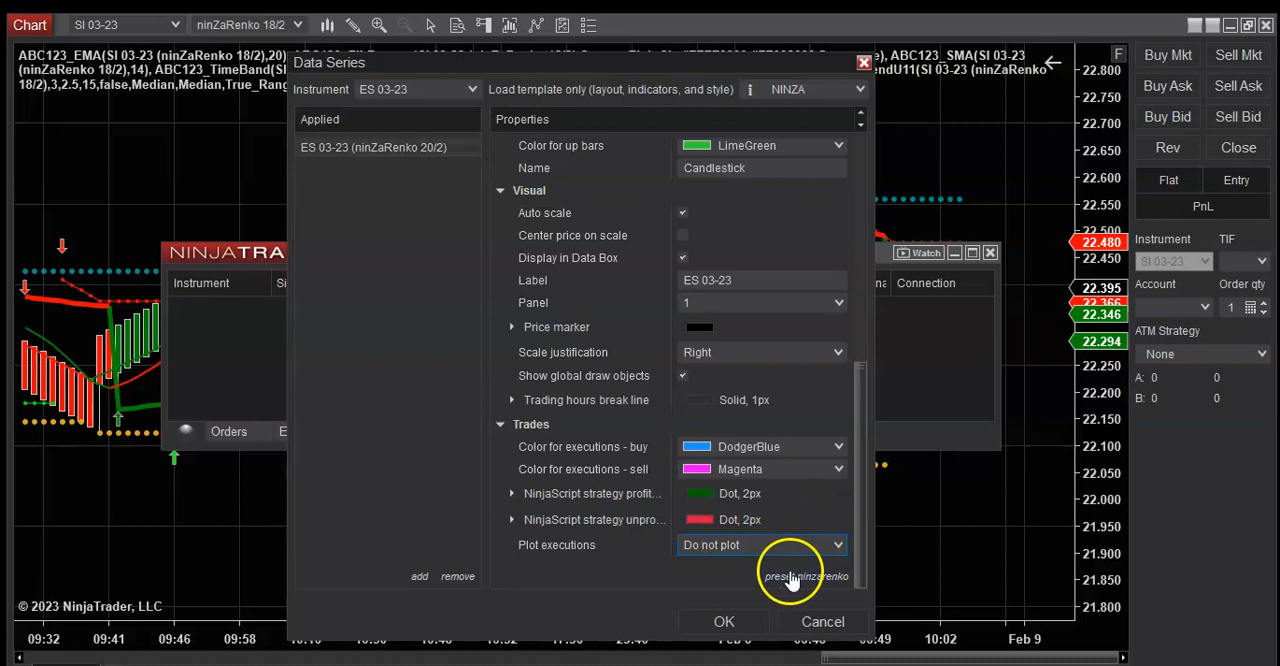 Chart SI 03-23 ninZaRenko 18/2
ABC123_EMA(SI 03-23 (ninZaRenko 18/2),20)
ABC123_SMA(SI 03-23
(ninZaRenko 18/2),14), ABC123_TimeBand(SI
endU11(SI 03-23 (ninZaRenko
18/2),3,2.5,15,false,Median,Median,True_Rang
Data Series
Instrument ES 03-23 Load template only (layout, indicators, and style) NINZA
Applied Properties
ES 03-23 (ninZaRenko 20/2)
Color for up bars LimeGreen
Name Candlestick
Visual
Auto scale
Center price on scale
Display in Data Box
Label ES 03-23
Panel 1
Price marker
Scale justification Right
Show global draw objects
Trading hours break line Solid, 1px
Trades
Color for executions - buy DodgerBlue
Color for executions - sell Magenta
NinjaScript strategy profit... Dot, 2px
NinjaScript strategy unpro... Dot, 2px
Plot executions Do not plot
add remove
OK Cancel
NINJATRA
Instrument
Orders
Watch
Connection
F
22.800
22.750
22.700
22.650
22.600
22.550
22.480
22.450
22.395
22.366
22.346
22.294
22.250
22.200
22.150
22.100
22.050
22.000
21.950
21.900
21.850
21.800
Buy Mkt Sell Mkt
Buy Ask Sell Ask
Buy Bid Sell Bid
Rev Close
Flat Entry
PnL
Instrument TIF
SI 03-23
Account Order qty
1
ATM Strategy
None
A: 0 0
B: 0 0
© 2023 NinjaTrader, LLC
09:32 09:41 09:46 09:58 10:02 Feb 9